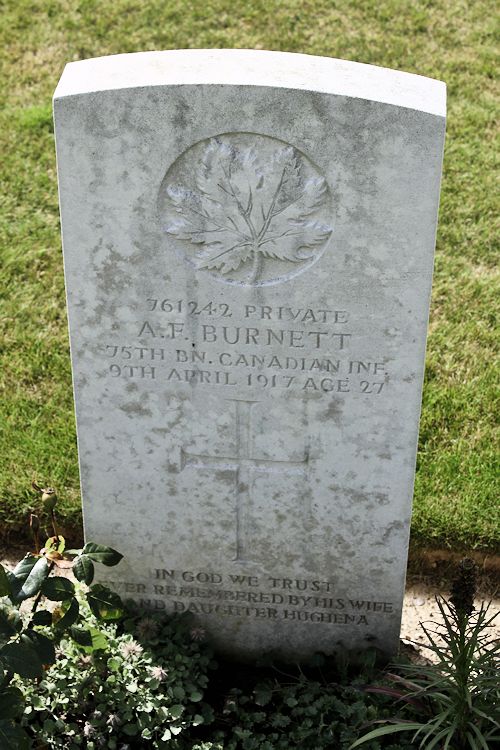 761242 PRIVATE
A.F. BURNETT
75TH BN. CANADIAN INF.
9TH APRIL 1917 AGE 27
IN GOD WE TRUST
EVER REMEMBERED BY HIS WIFE
AND DAUGHTER HUGHENA